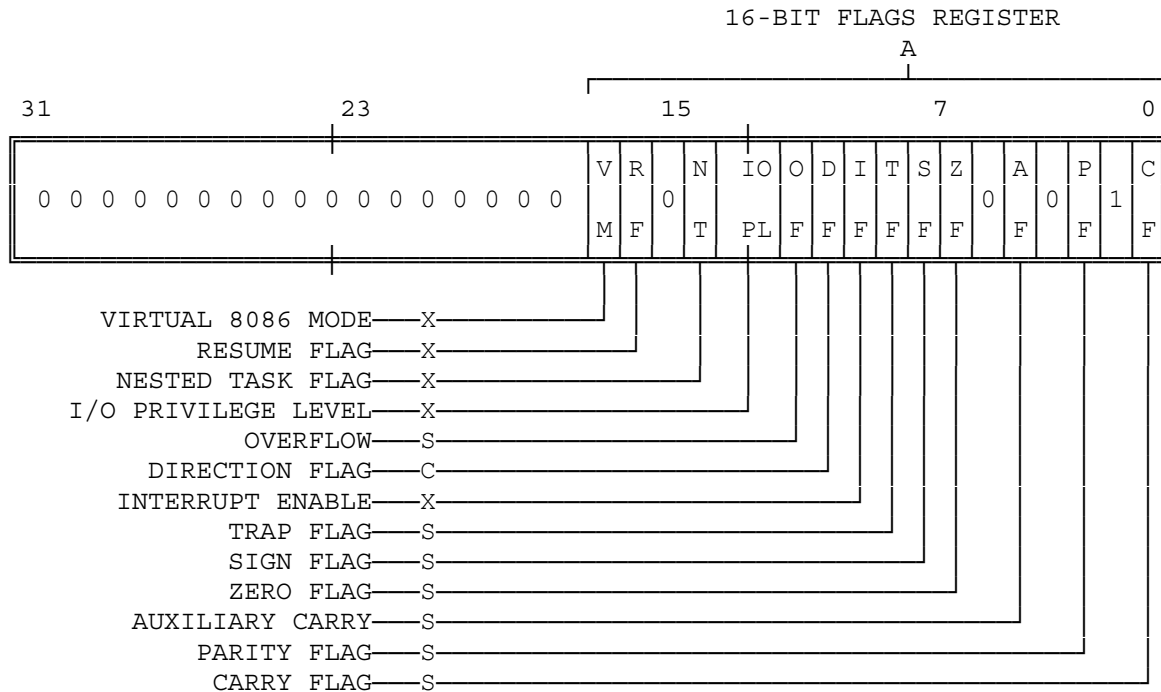 16-BIT FLAGS REGISTER
A
31 23 15 7 0
V R N IO O D I T S Z A P C
0 0 0 0 0 0 0 0 0 0 0 0 0 0 0 0 0 0 0 0 1
M F T PL F F F F F F F F F
VIRTUAL 8086 MODE X
RESUME FLAG X
NESTED TASK FLAG X
I/O PRIVILEGE LEVEL X
OVERFLOW S
DIRECTION FLAG C
INTERRUPT ENABLE X
TRAP FLAG S
SIGN FLAG S
ZERO FLAG S
AUXILIARY CARRY S
PARITY FLAG S
CARRY FLAG S